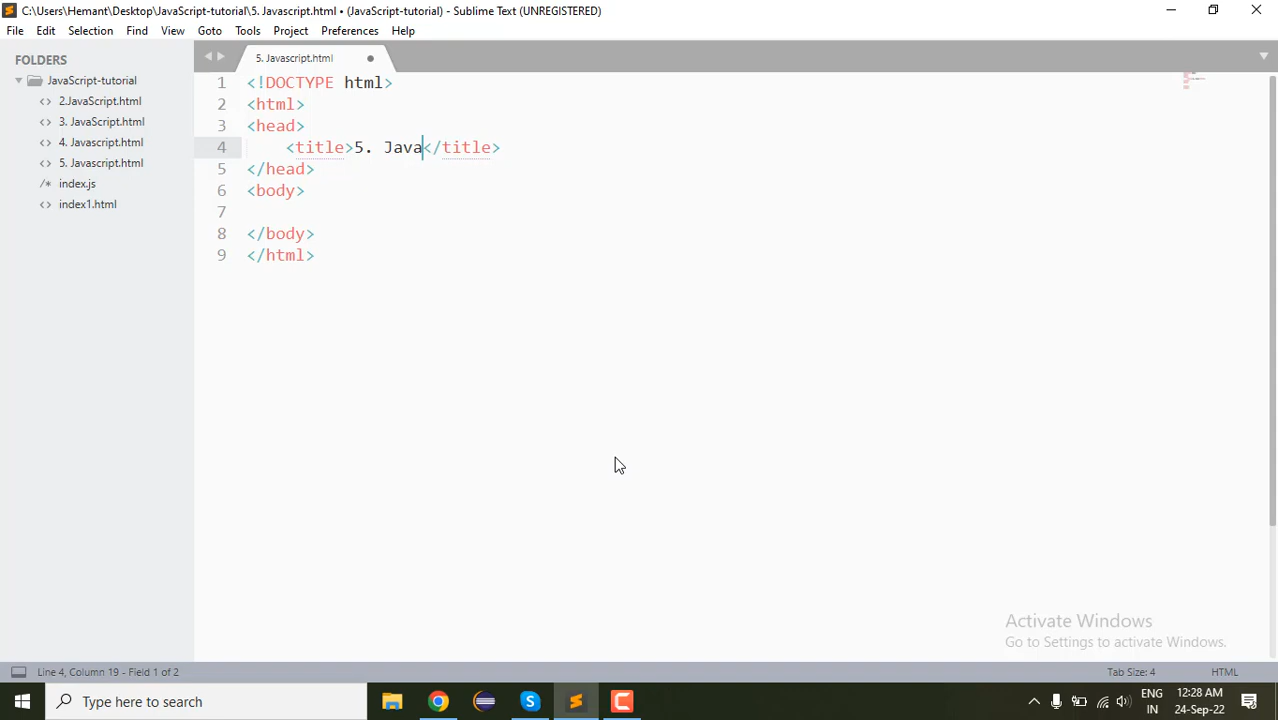 C:\Users\Hemant\Desktop\JavaScript-tutorial\5. Javascript.html • (JavaScript-tutorial) - Sublime Text (UNREGISTERED)
File Edit Selection Find View Goto Tools Project Preferences Help
FOLDERS
JavaScript-tutorial
2.JavaScript.html
3. JavaScript.html
4. Javascript.html
5. Javascript.html
index.js
index1.html
5. Javascript.html
1 <!DOCTYPE html>
2 <html>
3 <head>
4 <title>5. Java</title>
5 </head>
6 <body>
7
8 </body>
9 </html>
Activate Windows
Go to Settings to activate Windows.
Line 4, Column 19 - Field 1 of 2 Tab Size: 4 HTML
Type here to search
ENG
IN
12:28 AM
24-Sep-22